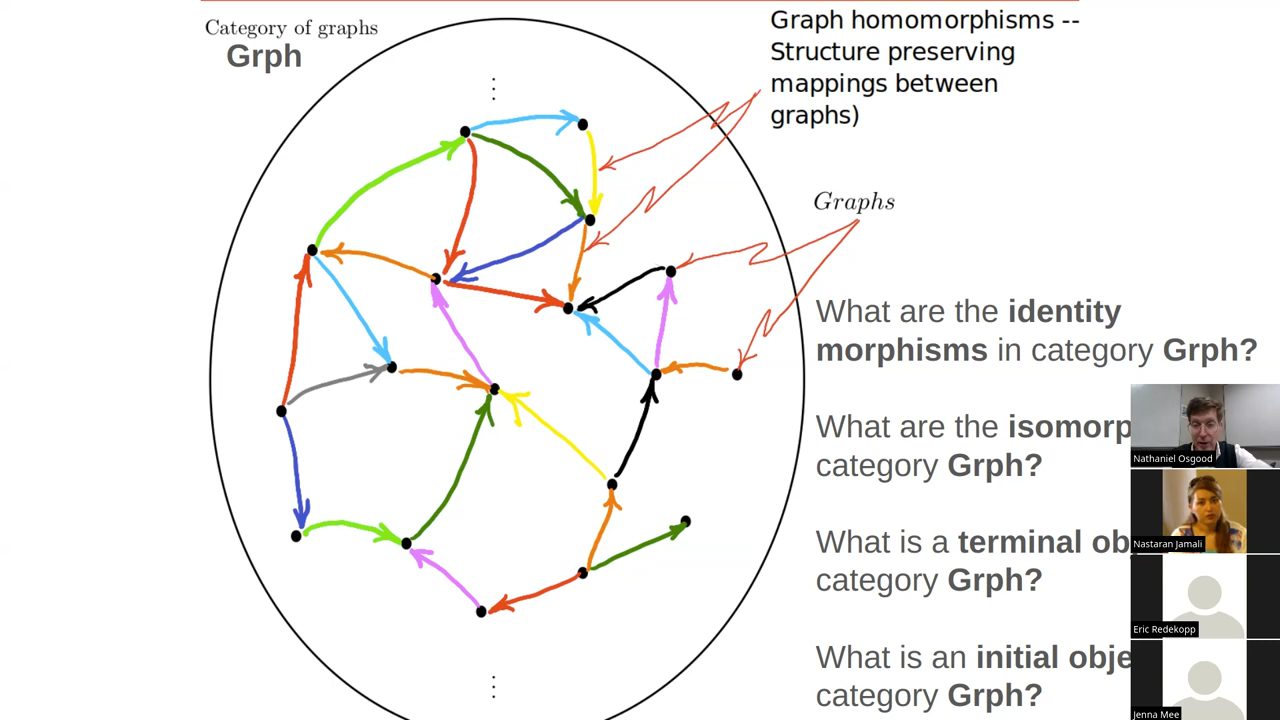 Category of graphs
Grph
Graph homomorphisms --
Structure preserving
mappings between
graphs)
Graphs
What are the identity
morphisms in category Grph?
What are the isomorp
category Grph?
What is a terminal ob
category Grph?
What is an initial obje
category Grph?
Nathaniel Osgood
Nastaran Jamali
Eric Redekopp
Jenna Mee